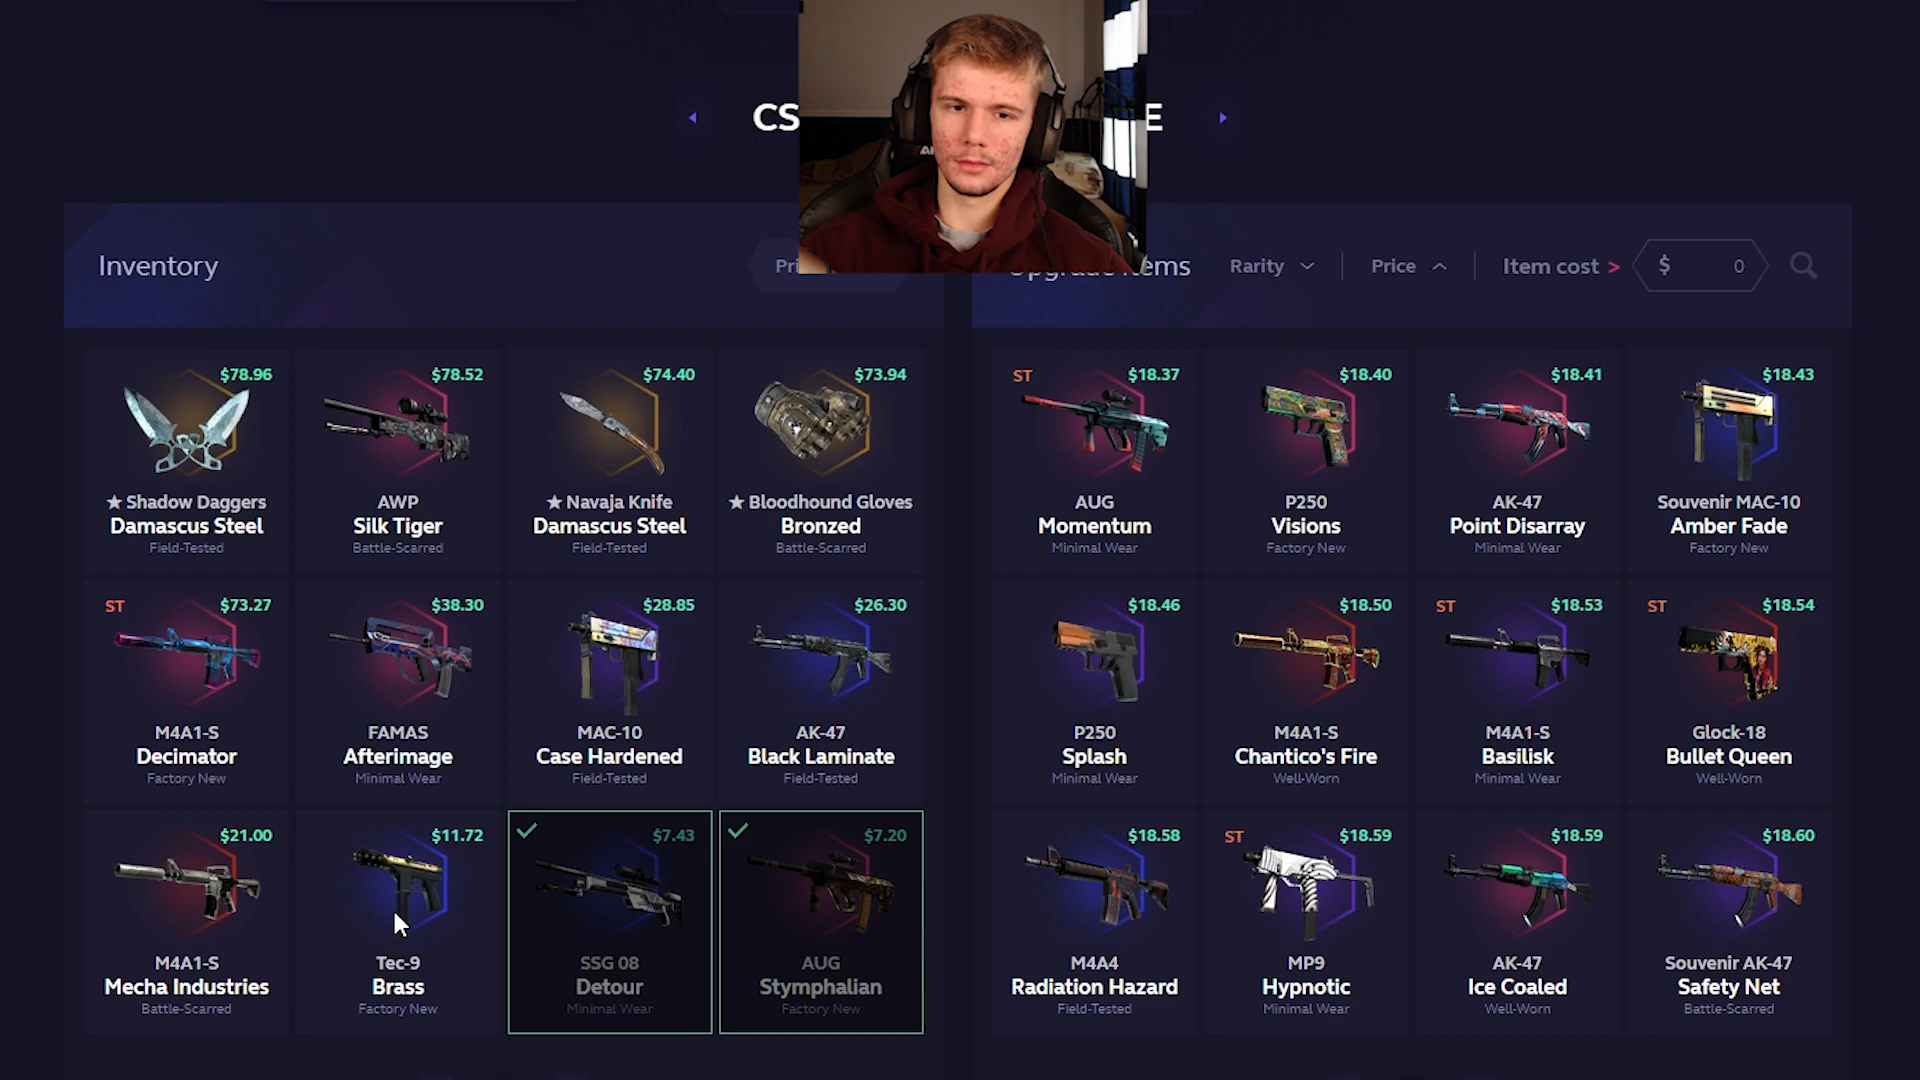 CS
E
Inventory
Pri
Upgrade Items
Rarity
Price
Item cost >
$ 0
$78.96
★ Shadow Daggers
Damascus Steel
Field-Tested
$78.52
AWP
Silk Tiger
Battle-Scarred
$74.40
★ Navaja Knife
Damascus Steel
Field-Tested
$73.94
★ Bloodhound Gloves
Bronzed
Battle-Scarred
ST $73.27
M4A1-S
Decimator
Factory New
$38.30
FAMAS
Afterimage
Minimal Wear
$28.85
MAC-10
Case Hardened
Field-Tested
$26.30
AK-47
Black Laminate
Field-Tested
$21.00
M4A1-S
Mecha Industries
Battle-Scarred
$11.72
Tec-9
Brass
Factory New
$7.43
SSG 08
Detour
Minimal Wear
$7.20
AUG
Stymphalian
Factory New
ST $18.37
AUG
Momentum
Minimal Wear
$18.40
P250
Visions
Factory New
$18.41
AK-47
Point Disarray
Minimal Wear
$18.43
Souvenir MAC-10
Amber Fade
Factory New
$18.46
P250
Splash
Minimal Wear
$18.50
M4A1-S
Chantico's Fire
Well-Worn
ST $18.53
M4A1-S
Basilisk
Minimal Wear
ST $18.54
Glock-18
Bullet Queen
Well-Worn
$18.58
M4A4
Radiation Hazard
Field-Tested
ST $18.59
MP9
Hypnotic
Minimal Wear
$18.59
AK-47
Ice Coaled
Well-Worn
$18.60
Souvenir AK-47
Safety Net
Battle-Scarred